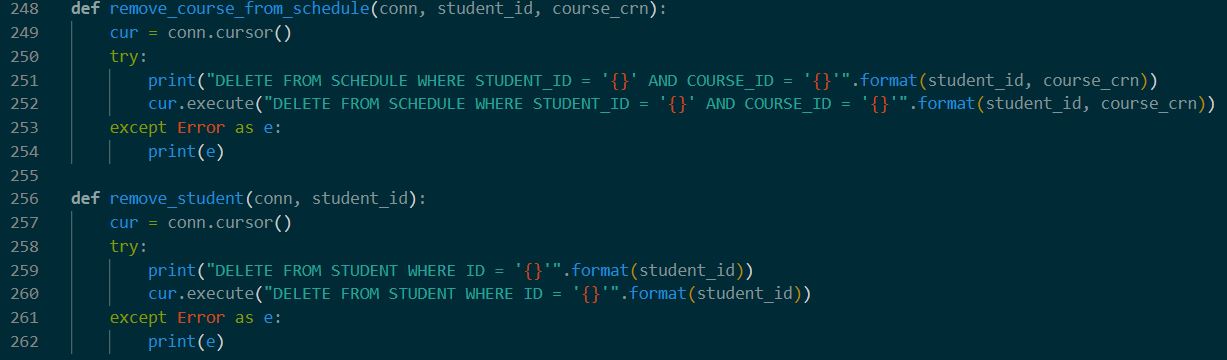 248 def remove_course_from_schedule(conn, student_id, course_crn):
249     cur = conn.cursor()
250     try:
251         print("DELETE FROM SCHEDULE WHERE STUDENT_ID = '{}' AND COURSE_ID = '{}'".format(student_id, course_crn))
252         cur.execute("DELETE FROM SCHEDULE WHERE STUDENT_ID = '{}' AND COURSE_ID = '{}'".format(student_id, course_crn))
253     except Error as e:
254         print(e)
255
256 def remove_student(conn, student_id):
257     cur = conn.cursor()
258     try:
259         print("DELETE FROM STUDENT WHERE ID = '{}'".format(student_id))
260         cur.execute("DELETE FROM STUDENT WHERE ID = '{}'".format(student_id))
261     except Error as e:
262         print(e)